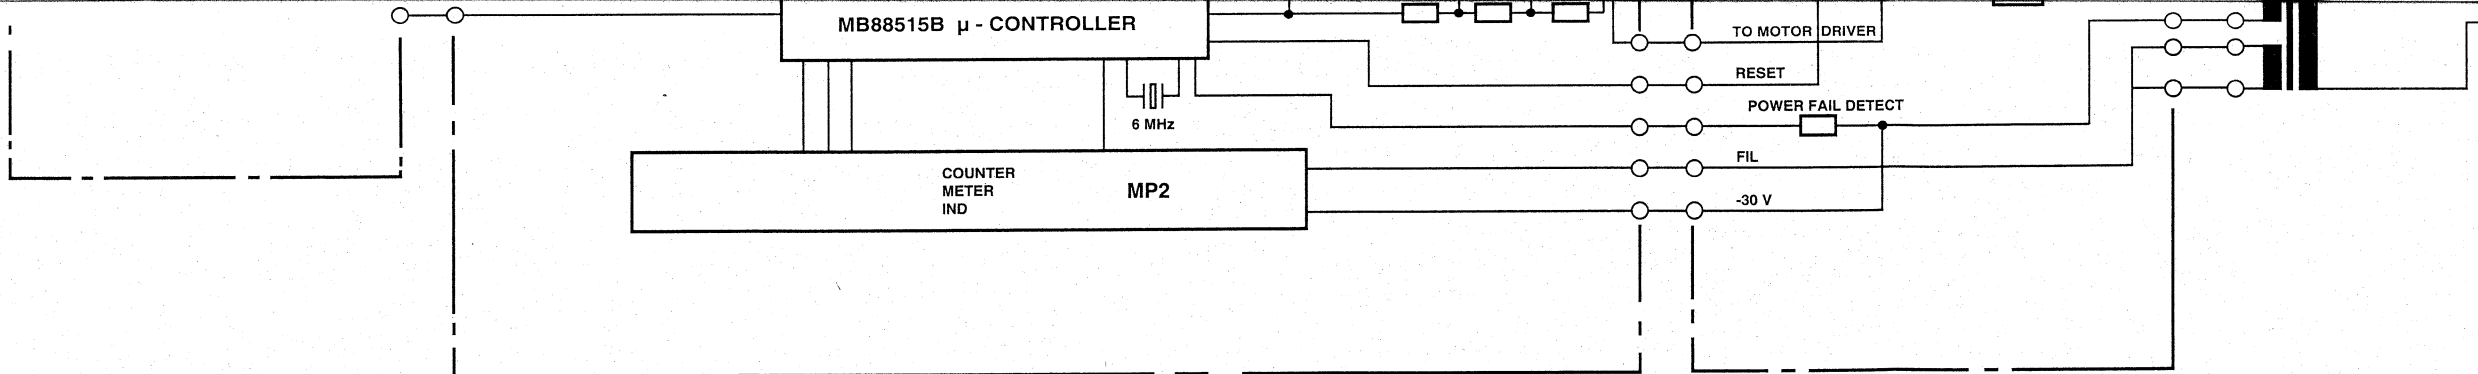 MB88515B µ - CONTROLLER
TO MOTOR DRIVER
RESET
POWER FAIL DETECT
6 MHz
FIL
COUNTER
METER
IND
MP2
-30 V